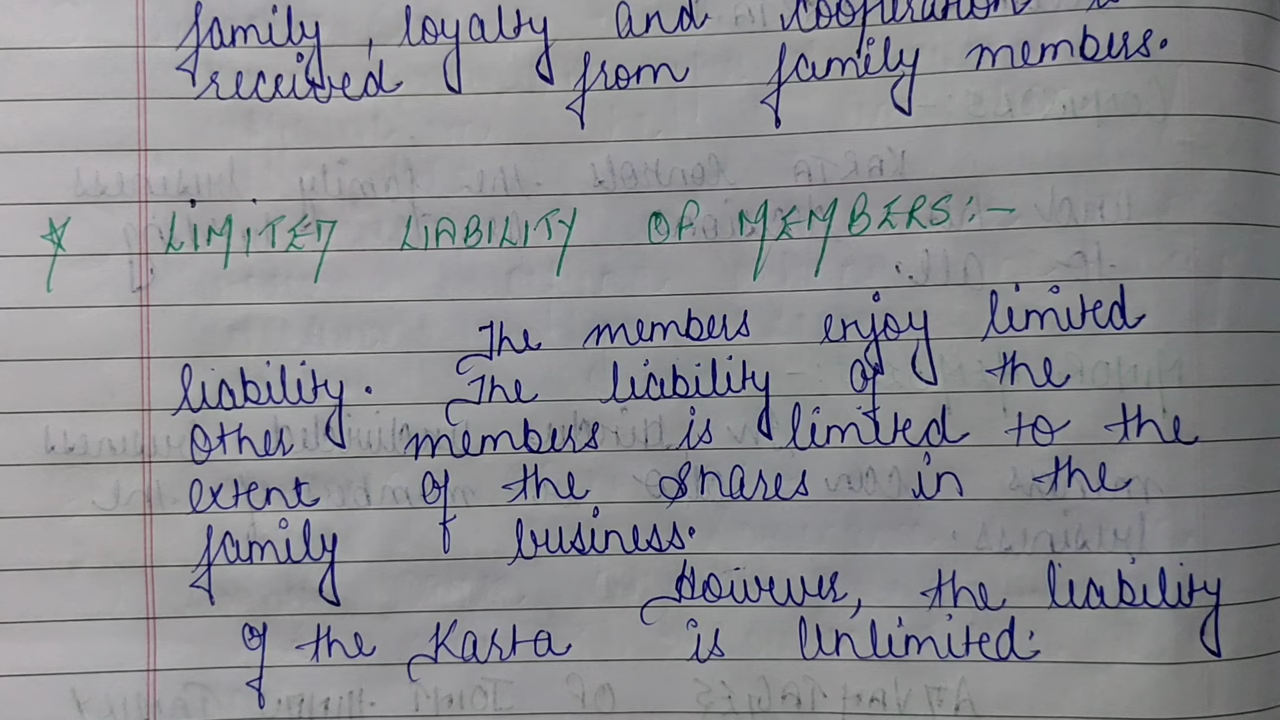 family, loyalty and cooperation
received from family members.
* LIMITED LIABILITY OF MEMBERS:-
The members enjoy limited
liability. The liability of the
other members is limited to the
extent of the shares in the
family business.
However, the liability
of the Karta is Unlimited.